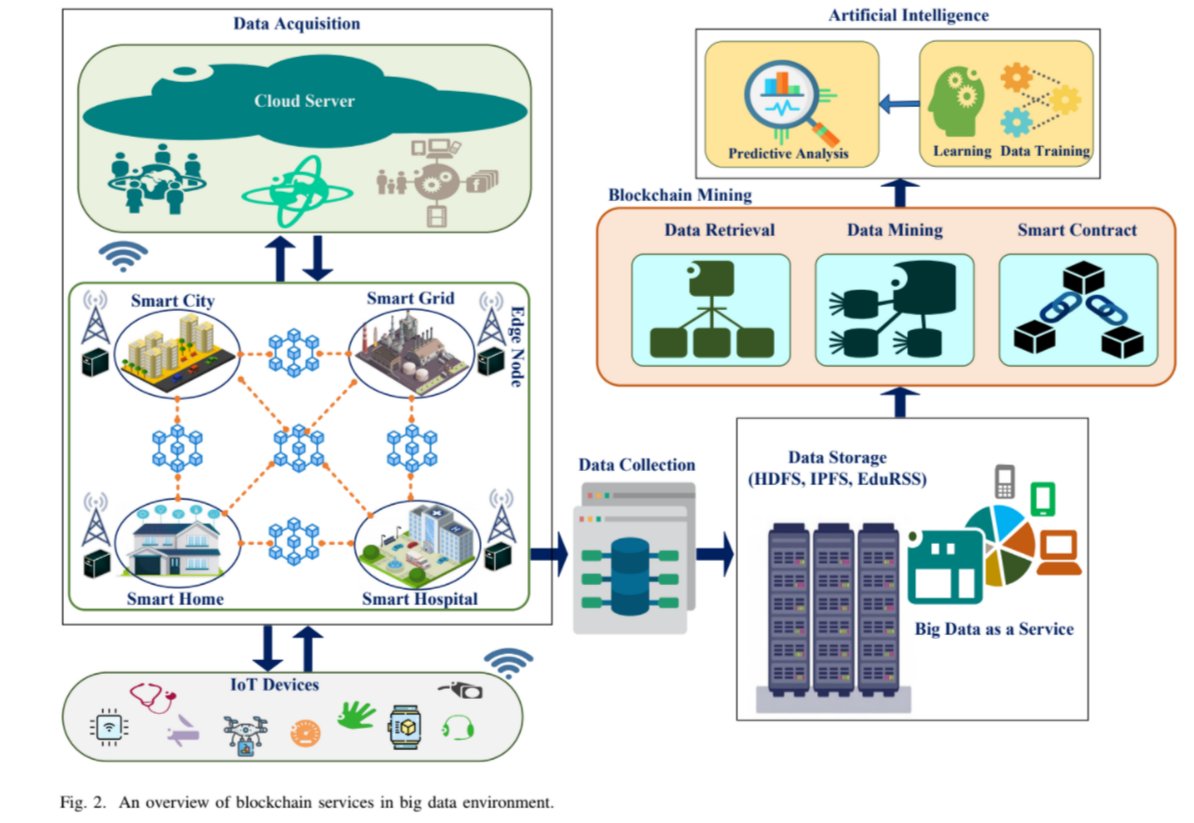 Data Acquisition
Cloud Server
Smart City
Smart Grid
Edge Node
Smart Home
Smart Hospital
IoT Devices
Data Collection
Data Storage
(HDFS, IPFS, EduRSS)
Big Data as a Service
Blockchain Mining
Data Retrieval
Data Mining
Smart Contract
Artificial Intelligence
Predictive Analysis
Learning Data Training
Fig. 2. An overview of blockchain services in big data environment.